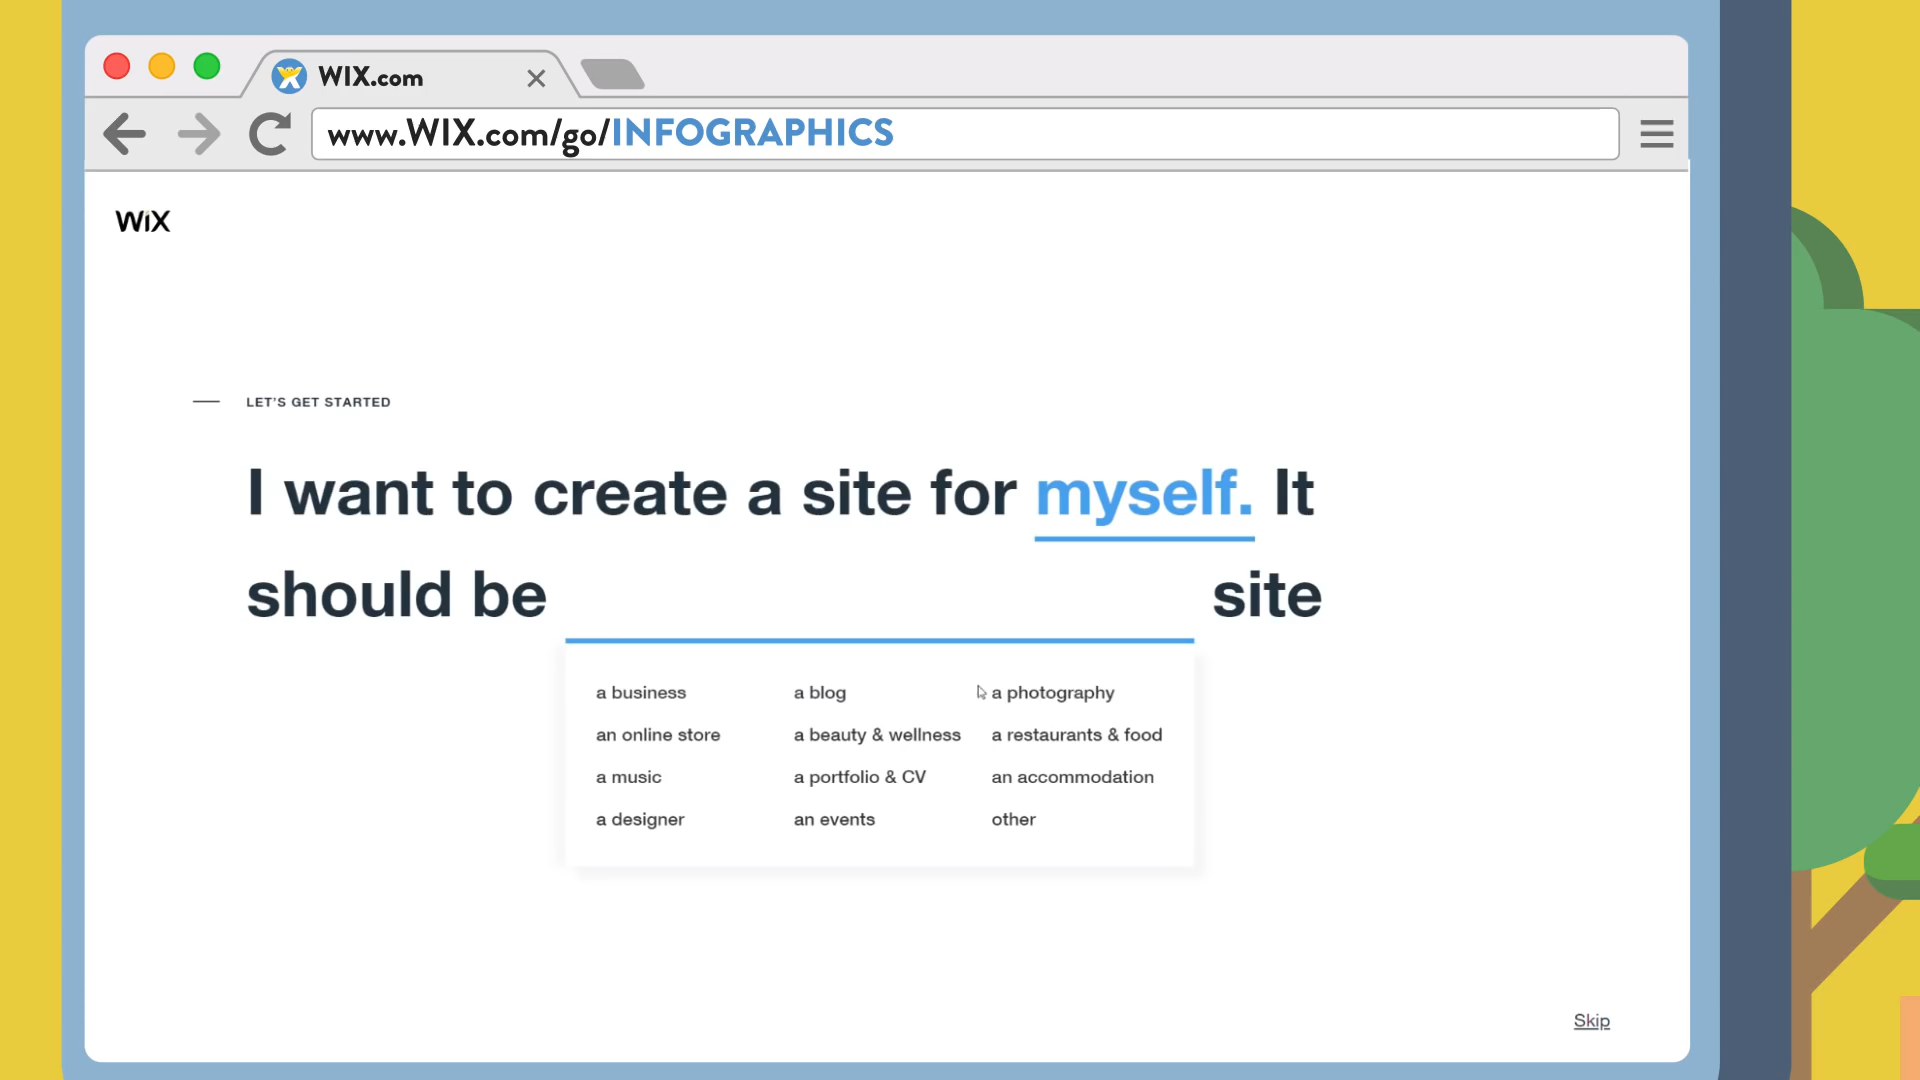 WIX.com
www.WIX.com/go/INFOGRAPHICS
WiX
LET'S GET STARTED
I want to create a site for myself. It
should be site
a business a blog a photography
an online store a beauty & wellness a restaurants & food
a music a portfolio & CV an accommodation
a designer an events other
Skip